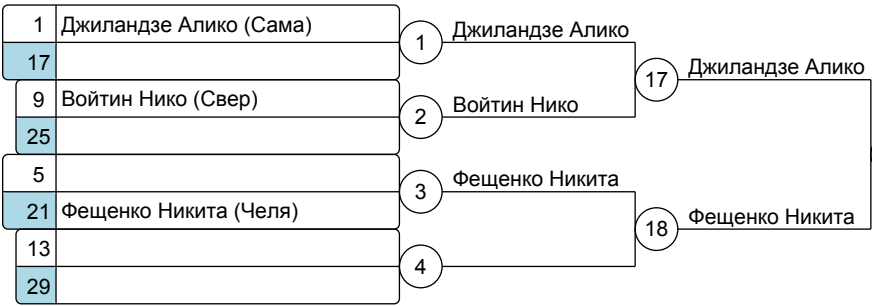 1 Джиландзе Алико (Сама)
17
1
Джиландзе Алико
9 Войтин Нико (Свер)
25
2
Войтин Нико
17
Джиландзе Алико
5
21 Фещенко Никита (Челя)
3
Фещенко Никита
13
29
4
18
Фещенко Никита